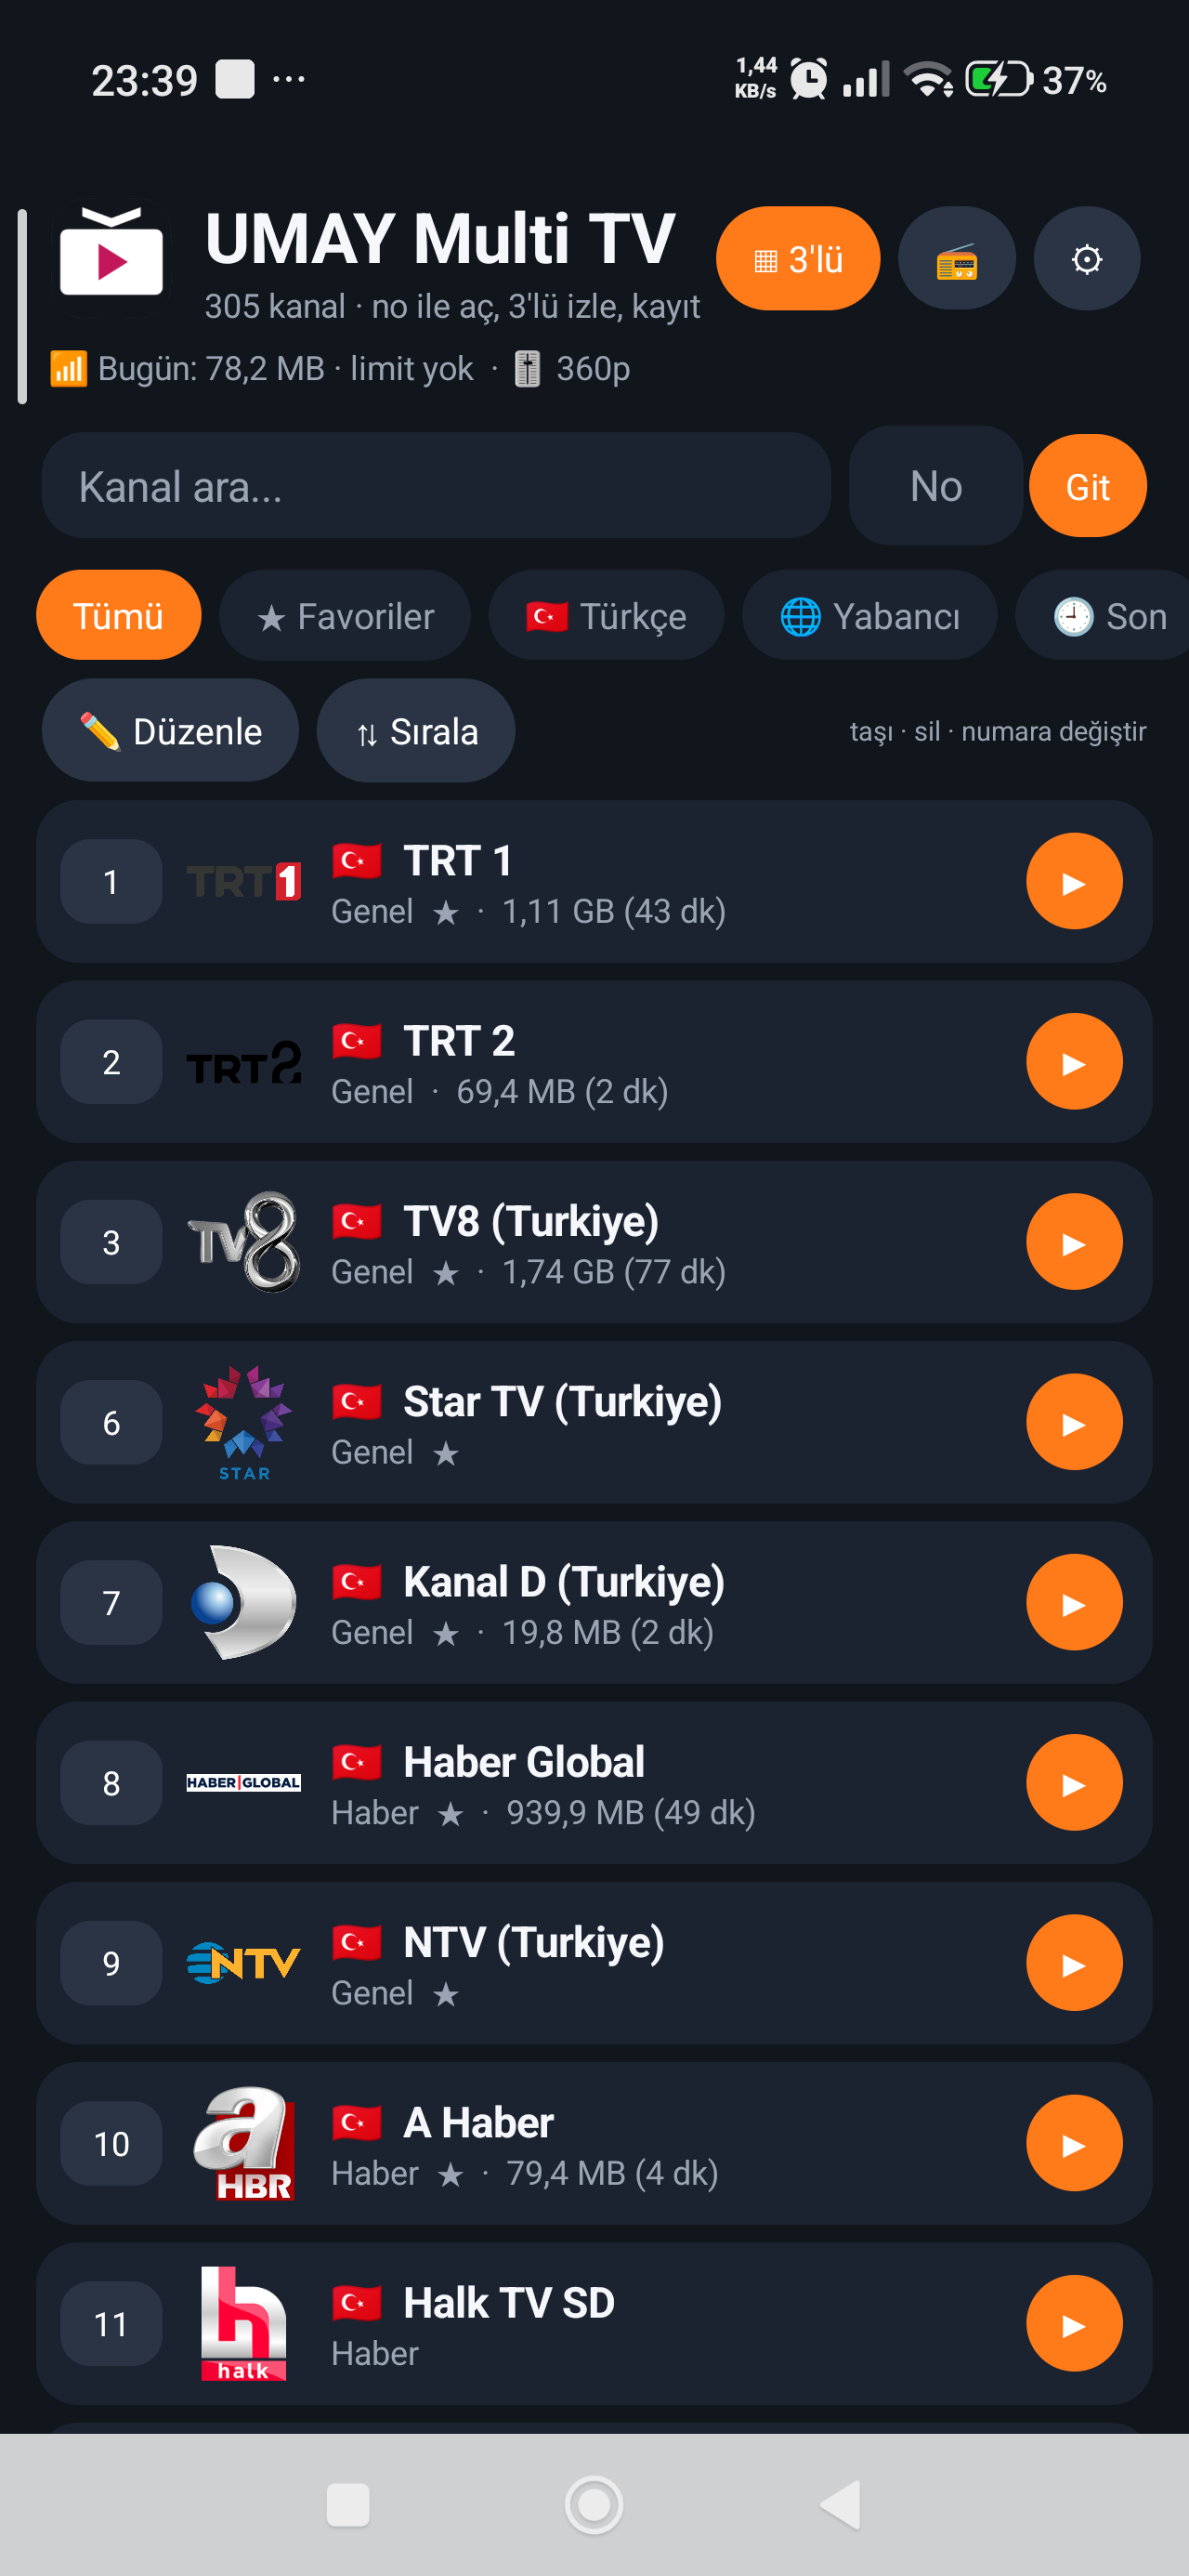 23:39 ... 1,44 KB/s 37%
UMAY Multi TV
▦ 3'lü
305 kanal · no ile aç, 3'lü izle, kayıt
Bugün: 78,2 MB · limit yok · 360p
Kanal ara...
No
Git
Tümü
★ Favoriler
Türkçe
Yabancı
Son
Düzenle
↑↓ Sırala
taşı · sil · numara değiştir
1
TRT1
TRT 1
Genel ★ · 1,11 GB (43 dk)
2
TRT2
TRT 2
Genel · 69,4 MB (2 dk)
3
TV8
TV8 (Turkiye)
Genel ★ · 1,74 GB (77 dk)
6
STAR
Star TV (Turkiye)
Genel ★
7
Kanal D (Turkiye)
Genel ★ · 19,8 MB (2 dk)
8
HABER|GLOBAL
Haber Global
Haber ★ · 939,9 MB (49 dk)
9
NTV
NTV (Turkiye)
Genel ★
10
a
HBR
A Haber
Haber ★ · 79,4 MB (4 dk)
11
h
halk
Halk TV SD
Haber